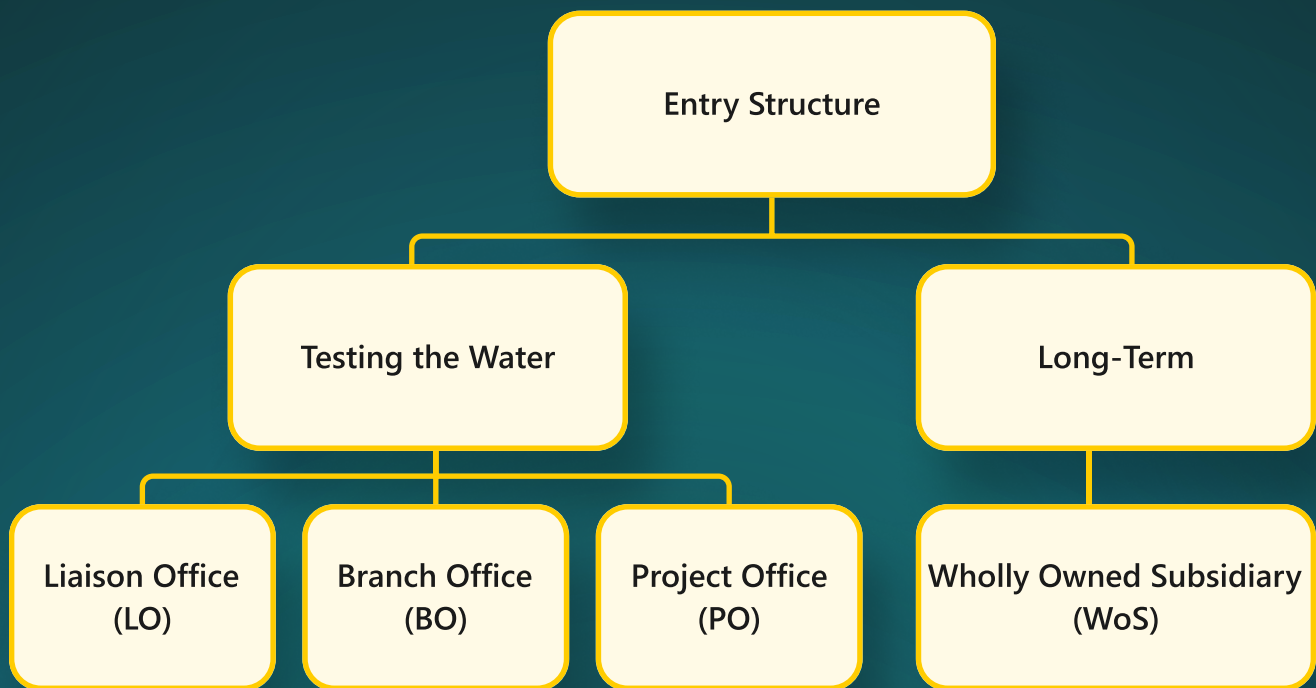 Entry Structure
Testing the Water
Long-Term
Liaison Office
(LO)
Branch Office
(BO)
Project Office
(PO)
Wholly Owned Subsidiary
(WoS)